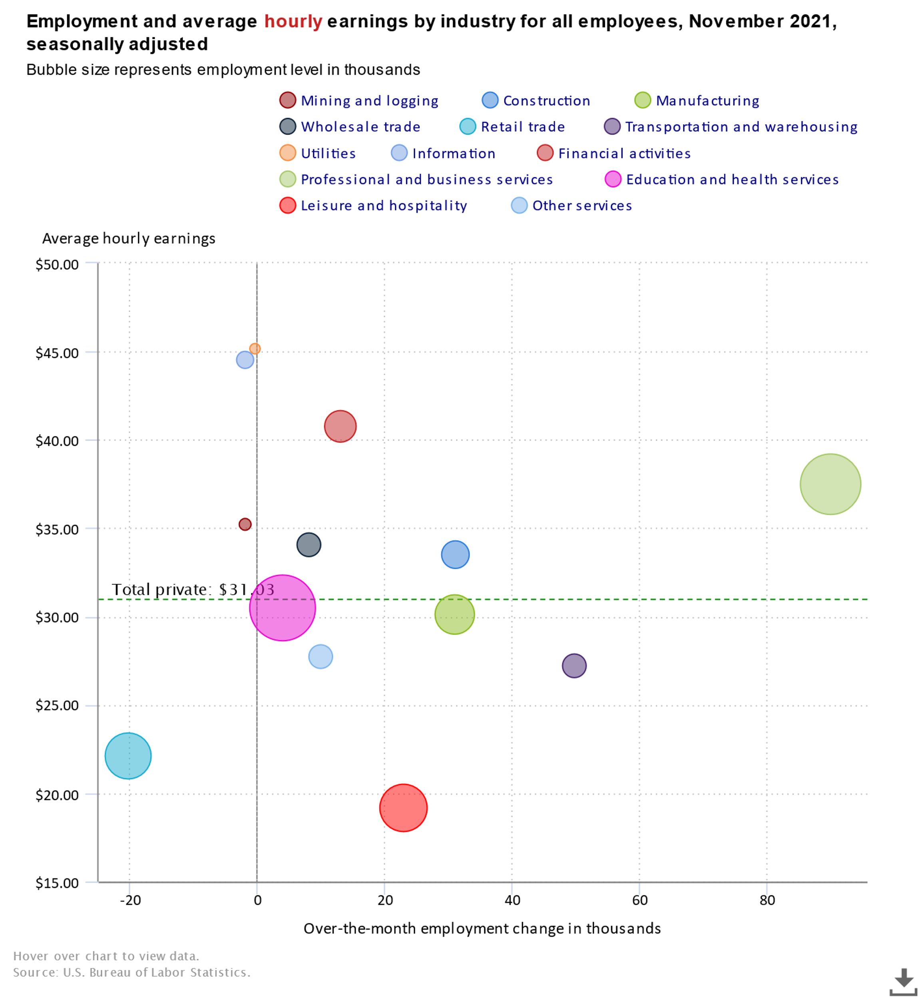 Employment and average hourly earnings by industry for all employees, November 2021,
seasonally adjusted
Bubble size represents employment level in thousands
Mining and logging Construction Manufacturing
Wholesale trade Retail trade Transportation and warehousing
Utilities Information Financial activities
Professional and business services Education and health services
Leisure and hospitality Other services
Average hourly earnings
$50.00
$45.00
$40.00
$35.00
Total private: $31.03
$30.00
$25.00
$20.00
$15.00
-20 0 20 40 60 80
Over-the-month employment change in thousands
Hover over chart to view data.
Source: U.S. Bureau of Labor Statistics.